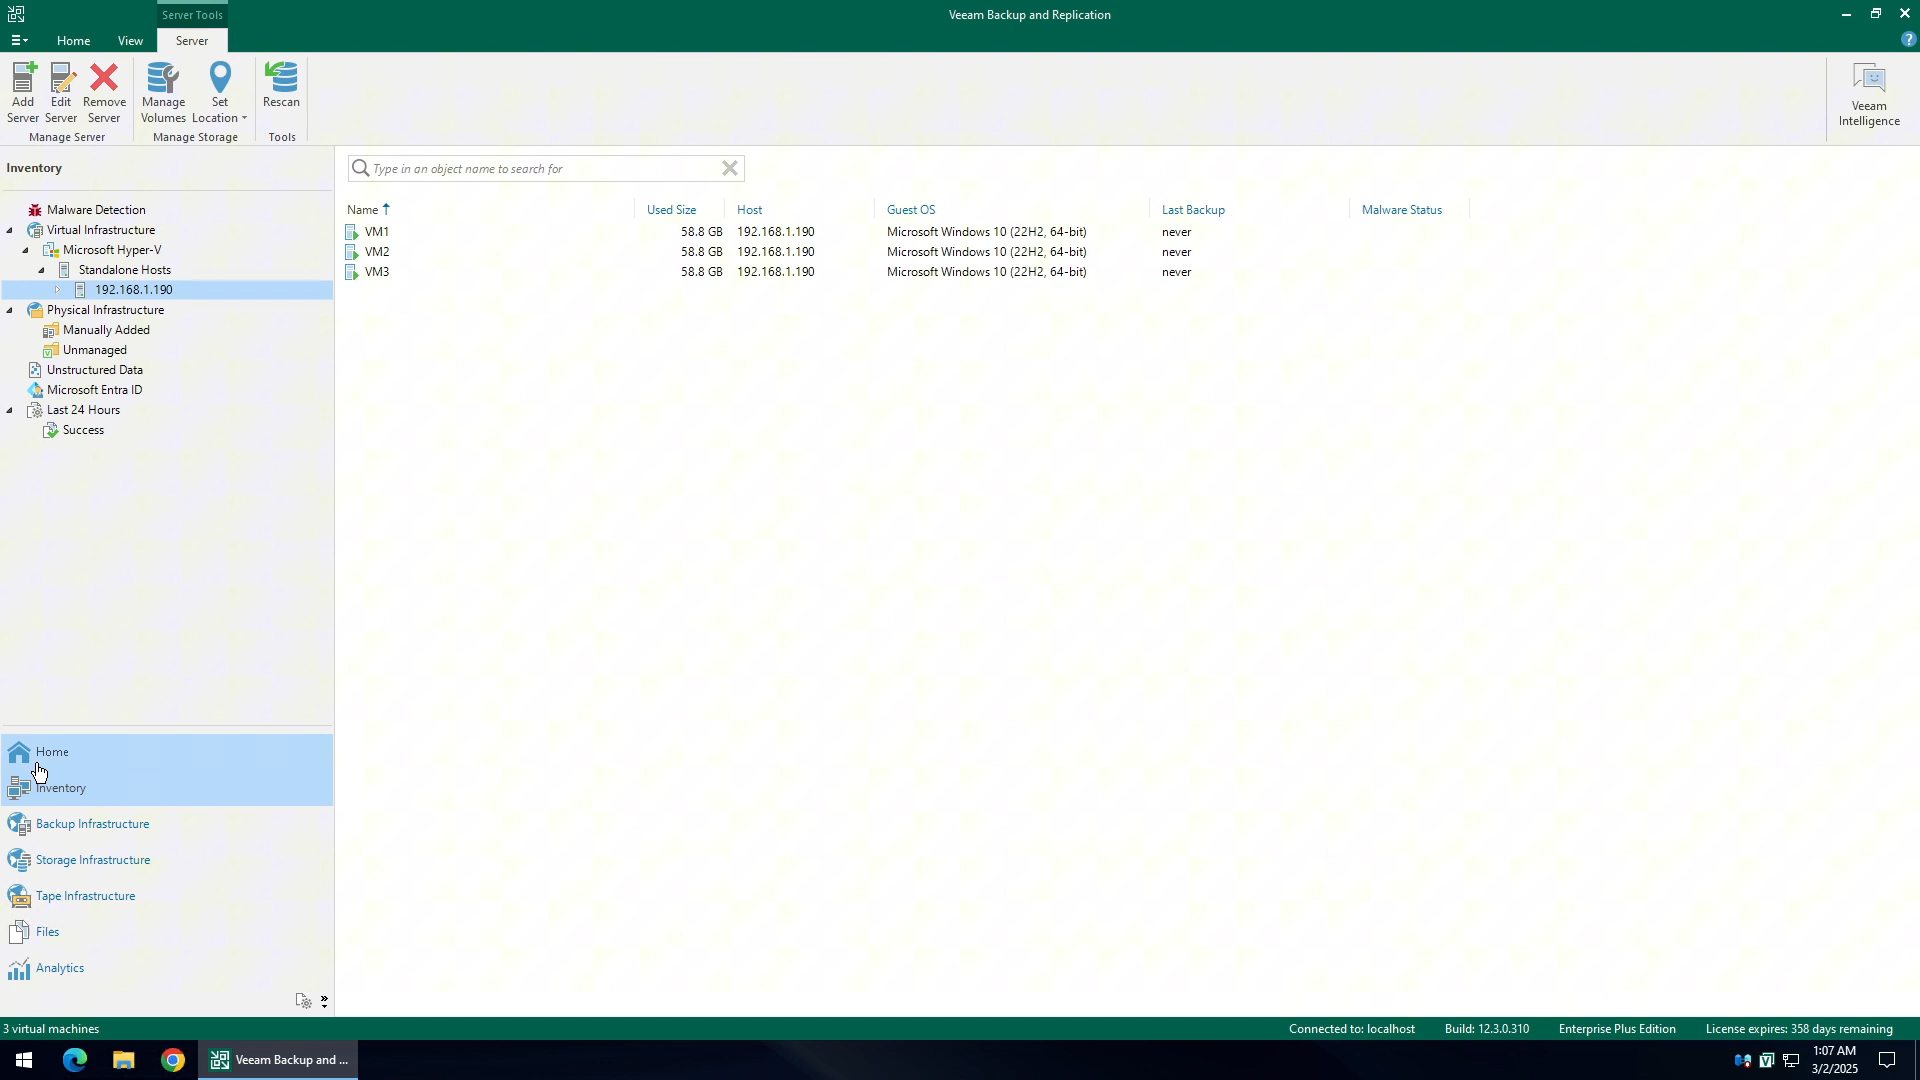 Server Tools
Veeam Backup and Replication
Home View Server
Add Server
Edit Server
Remove Server
Manage Volumes
Set Location
Rescan
Veeam Intelligence
Manage Server
Manage Storage
Tools
Inventory
Type in an object name to search for
Malware Detection
Virtual Infrastructure
Microsoft Hyper-V
Standalone Hosts
192.168.1.190
Physical Infrastructure
Manually Added
Unmanaged
Unstructured Data
Microsoft Entra ID
Last 24 Hours
Success
Name Used Size Host Guest OS Last Backup Malware Status
VM1 58.8 GB 192.168.1.190 Microsoft Windows 10 (22H2, 64-bit) never
VM2 58.8 GB 192.168.1.190 Microsoft Windows 10 (22H2, 64-bit) never
VM3 58.8 GB 192.168.1.190 Microsoft Windows 10 (22H2, 64-bit) never
Home
Inventory
Backup Infrastructure
Storage Infrastructure
Tape Infrastructure
Files
Analytics
3 virtual machines
Connected to: localhost
Build: 12.3.0.310
Enterprise Plus Edition
License expires: 358 days remaining
Veeam Backup and ...
1:07 AM
3/2/2025